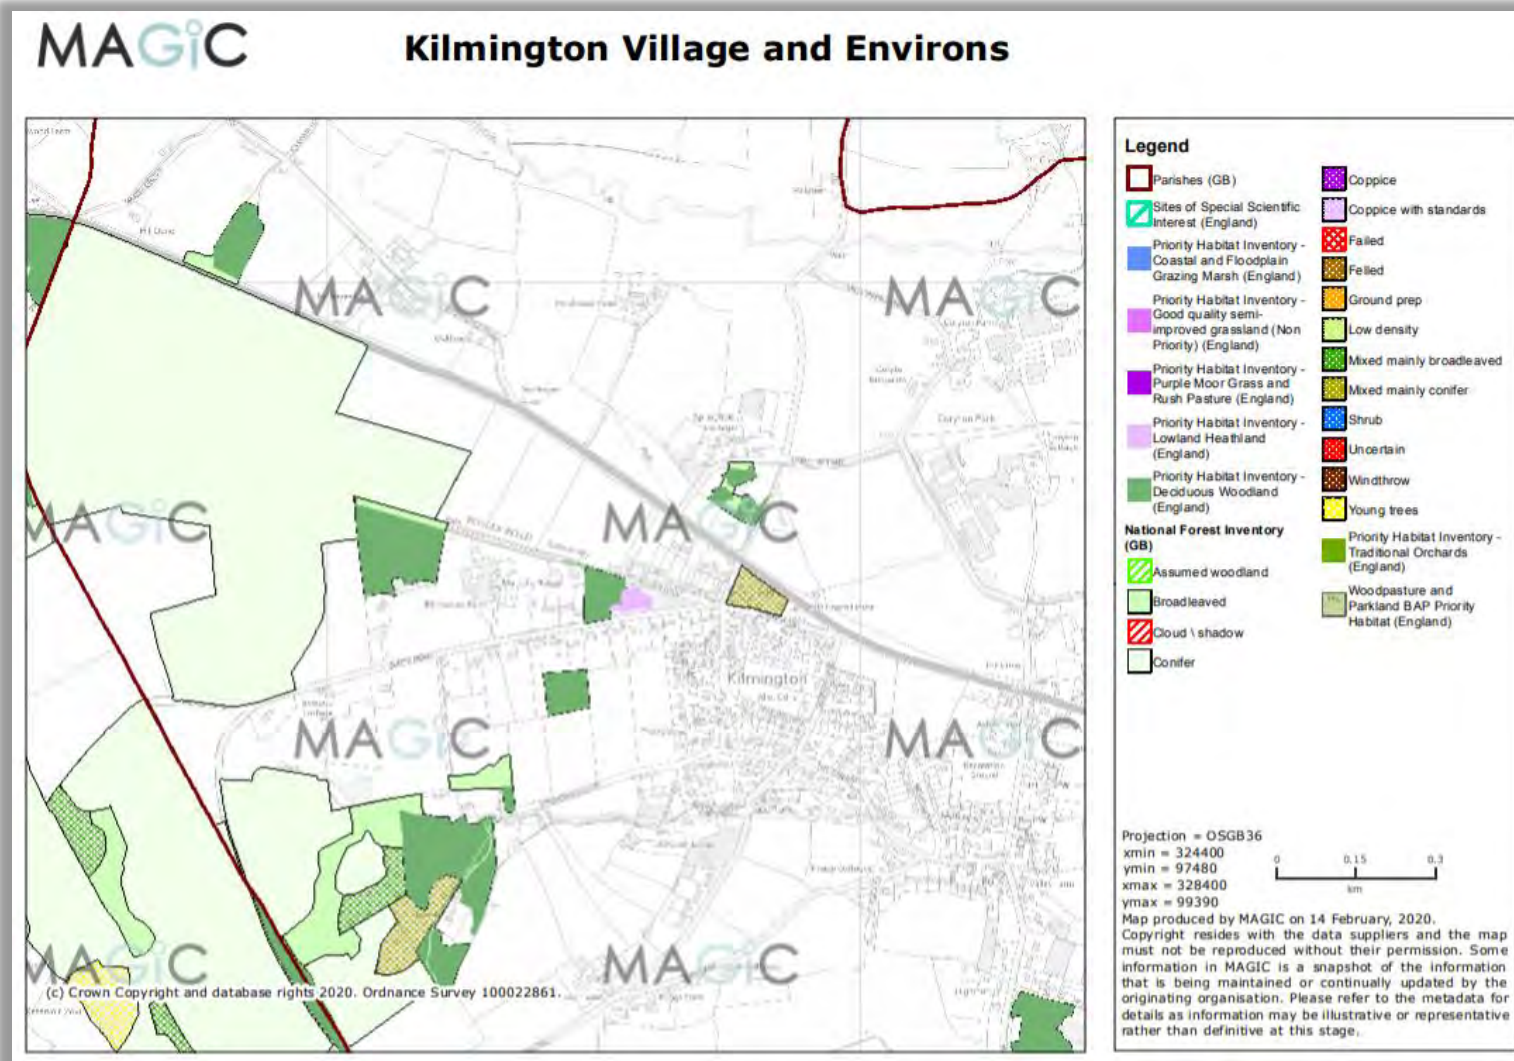 MAGiC
Kilmington Village and Environs
MAGiC
MAGiC
MAGiC
MAGiC
MAGiC
MAGiC
MAGiC
MAGiC
Kilmington
Coryton Park
(c) Crown Copyright and database rights 2020. Ordnance Survey 100022861.
Legend
Parishes (GB)
Sites of Special Scientific
Interest (England)
Priority Habitat Inventory -
Coastal and Floodplain
Grazing Marsh (England)
Priority Habitat Inventory -
Good quality semi-
improved grassland (Non
Priority) (England)
Priority Habitat Inventory -
Purple Moor Grass and
Rush Pasture (England)
Priority Habitat Inventory -
Lowland Heathland
(England)
Priority Habitat Inventory -
Deciduous Woodland
(England)
National Forest Inventory
(GB)
Assumed woodland
Broadleaved
Cloud \ shadow
Conifer
Coppice
Coppice with standards
Failed
Felled
Ground prep
Low density
Mixed mainly broadleaved
Mixed mainly conifer
Shrub
Uncertain
Windthrow
Young trees
Priority Habitat Inventory -
Traditional Orchards
(England)
Woodpasture and
Parkland BAP Priority
Habitat (England)
Projection = OSGB36
xmin = 324400
ymin = 97480
xmax = 328400
ymax = 99390
0 0.15 0.3
km
Map produced by MAGIC on 14 February, 2020.
Copyright resides with the data suppliers and the map
must not be reproduced without their permission. Some
information in MAGIC is a snapshot of the information
that is being maintained or continually updated by the
originating organisation. Please refer to the metadata for
details as information may be illustrative or representative
rather than definitive at this stage.